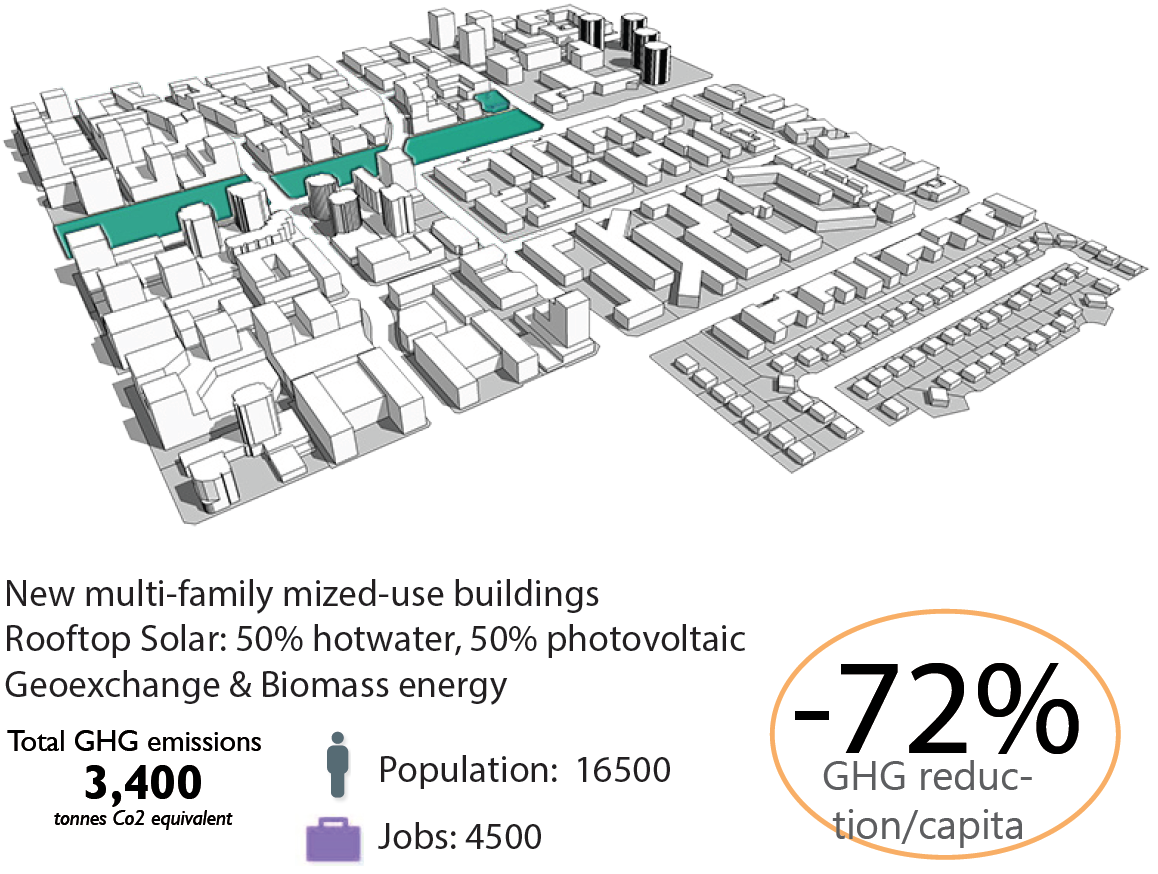 New multi-family mized-use buildings
Rooftop Solar: 50% hotwater, 50% photovoltaic
Geoexchange & Biomass energy
Total GHG emissions
3,400
tonnes Co2 equivalent
Population: 16500
Jobs: 4500
-72%
GHG reduc-
tion/capita